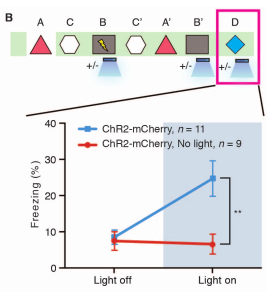 B
A C B C' A' B' D
+/- +/- +/-
ChR2-mCherry, n = 11
ChR2-mCherry, No light, n = 9
40
30
20
10
0
Freezing (%)
**
Light off Light on